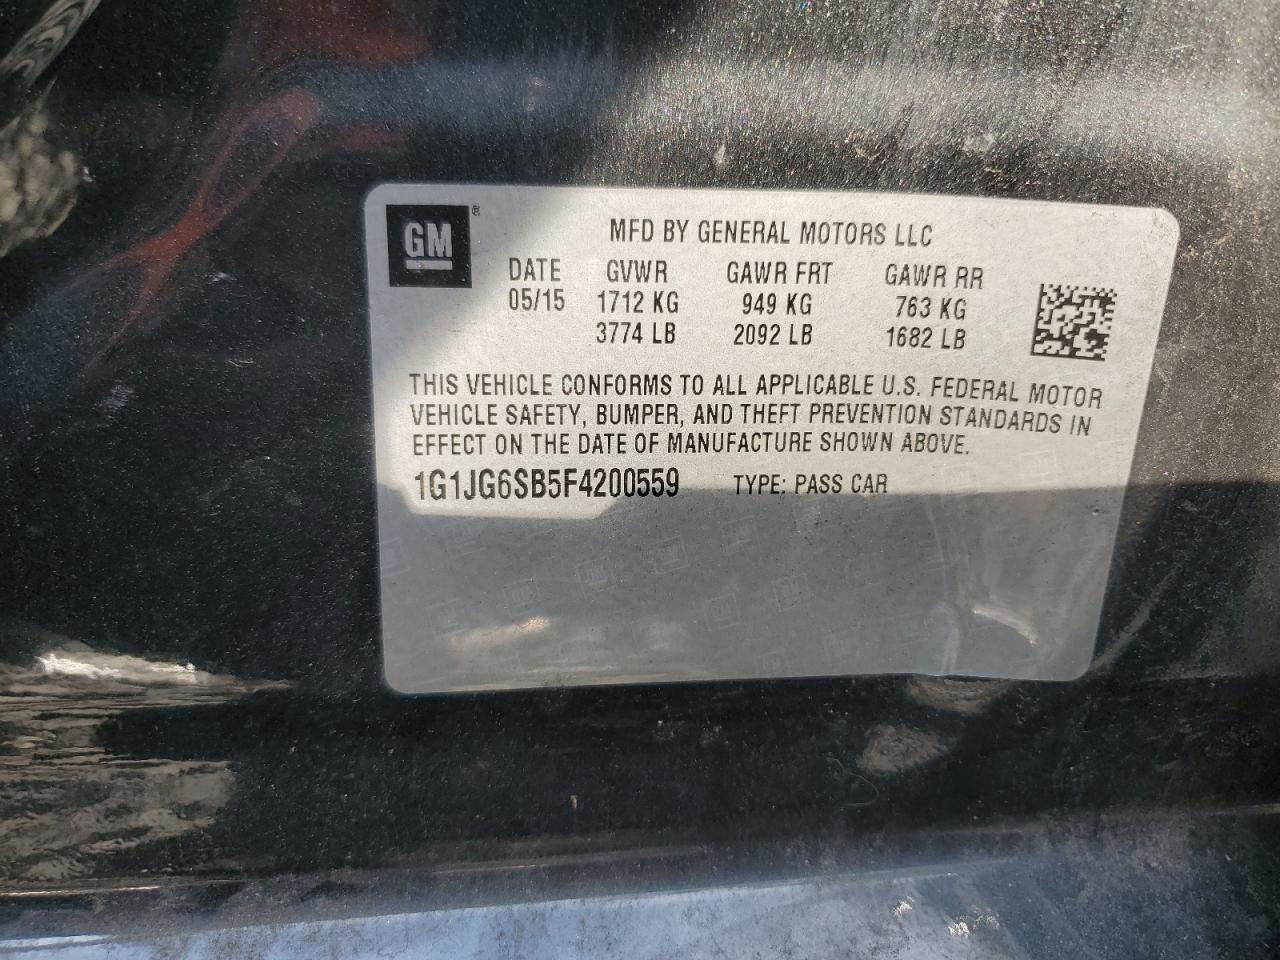 GM ®
MFD BY GENERAL MOTORS LLC
DATE GVWR GAWR FRT GAWR RR
05/15 1712 KG 949 KG 763 KG
3774 LB 2092 LB 1682 LB
THIS VEHICLE CONFORMS TO ALL APPLICABLE U.S. FEDERAL MOTOR
VEHICLE SAFETY, BUMPER, AND THEFT PREVENTION STANDARDS IN
EFFECT ON THE DATE OF MANUFACTURE SHOWN ABOVE.
1G1JG6SB5F4200559 TYPE: PASS CAR